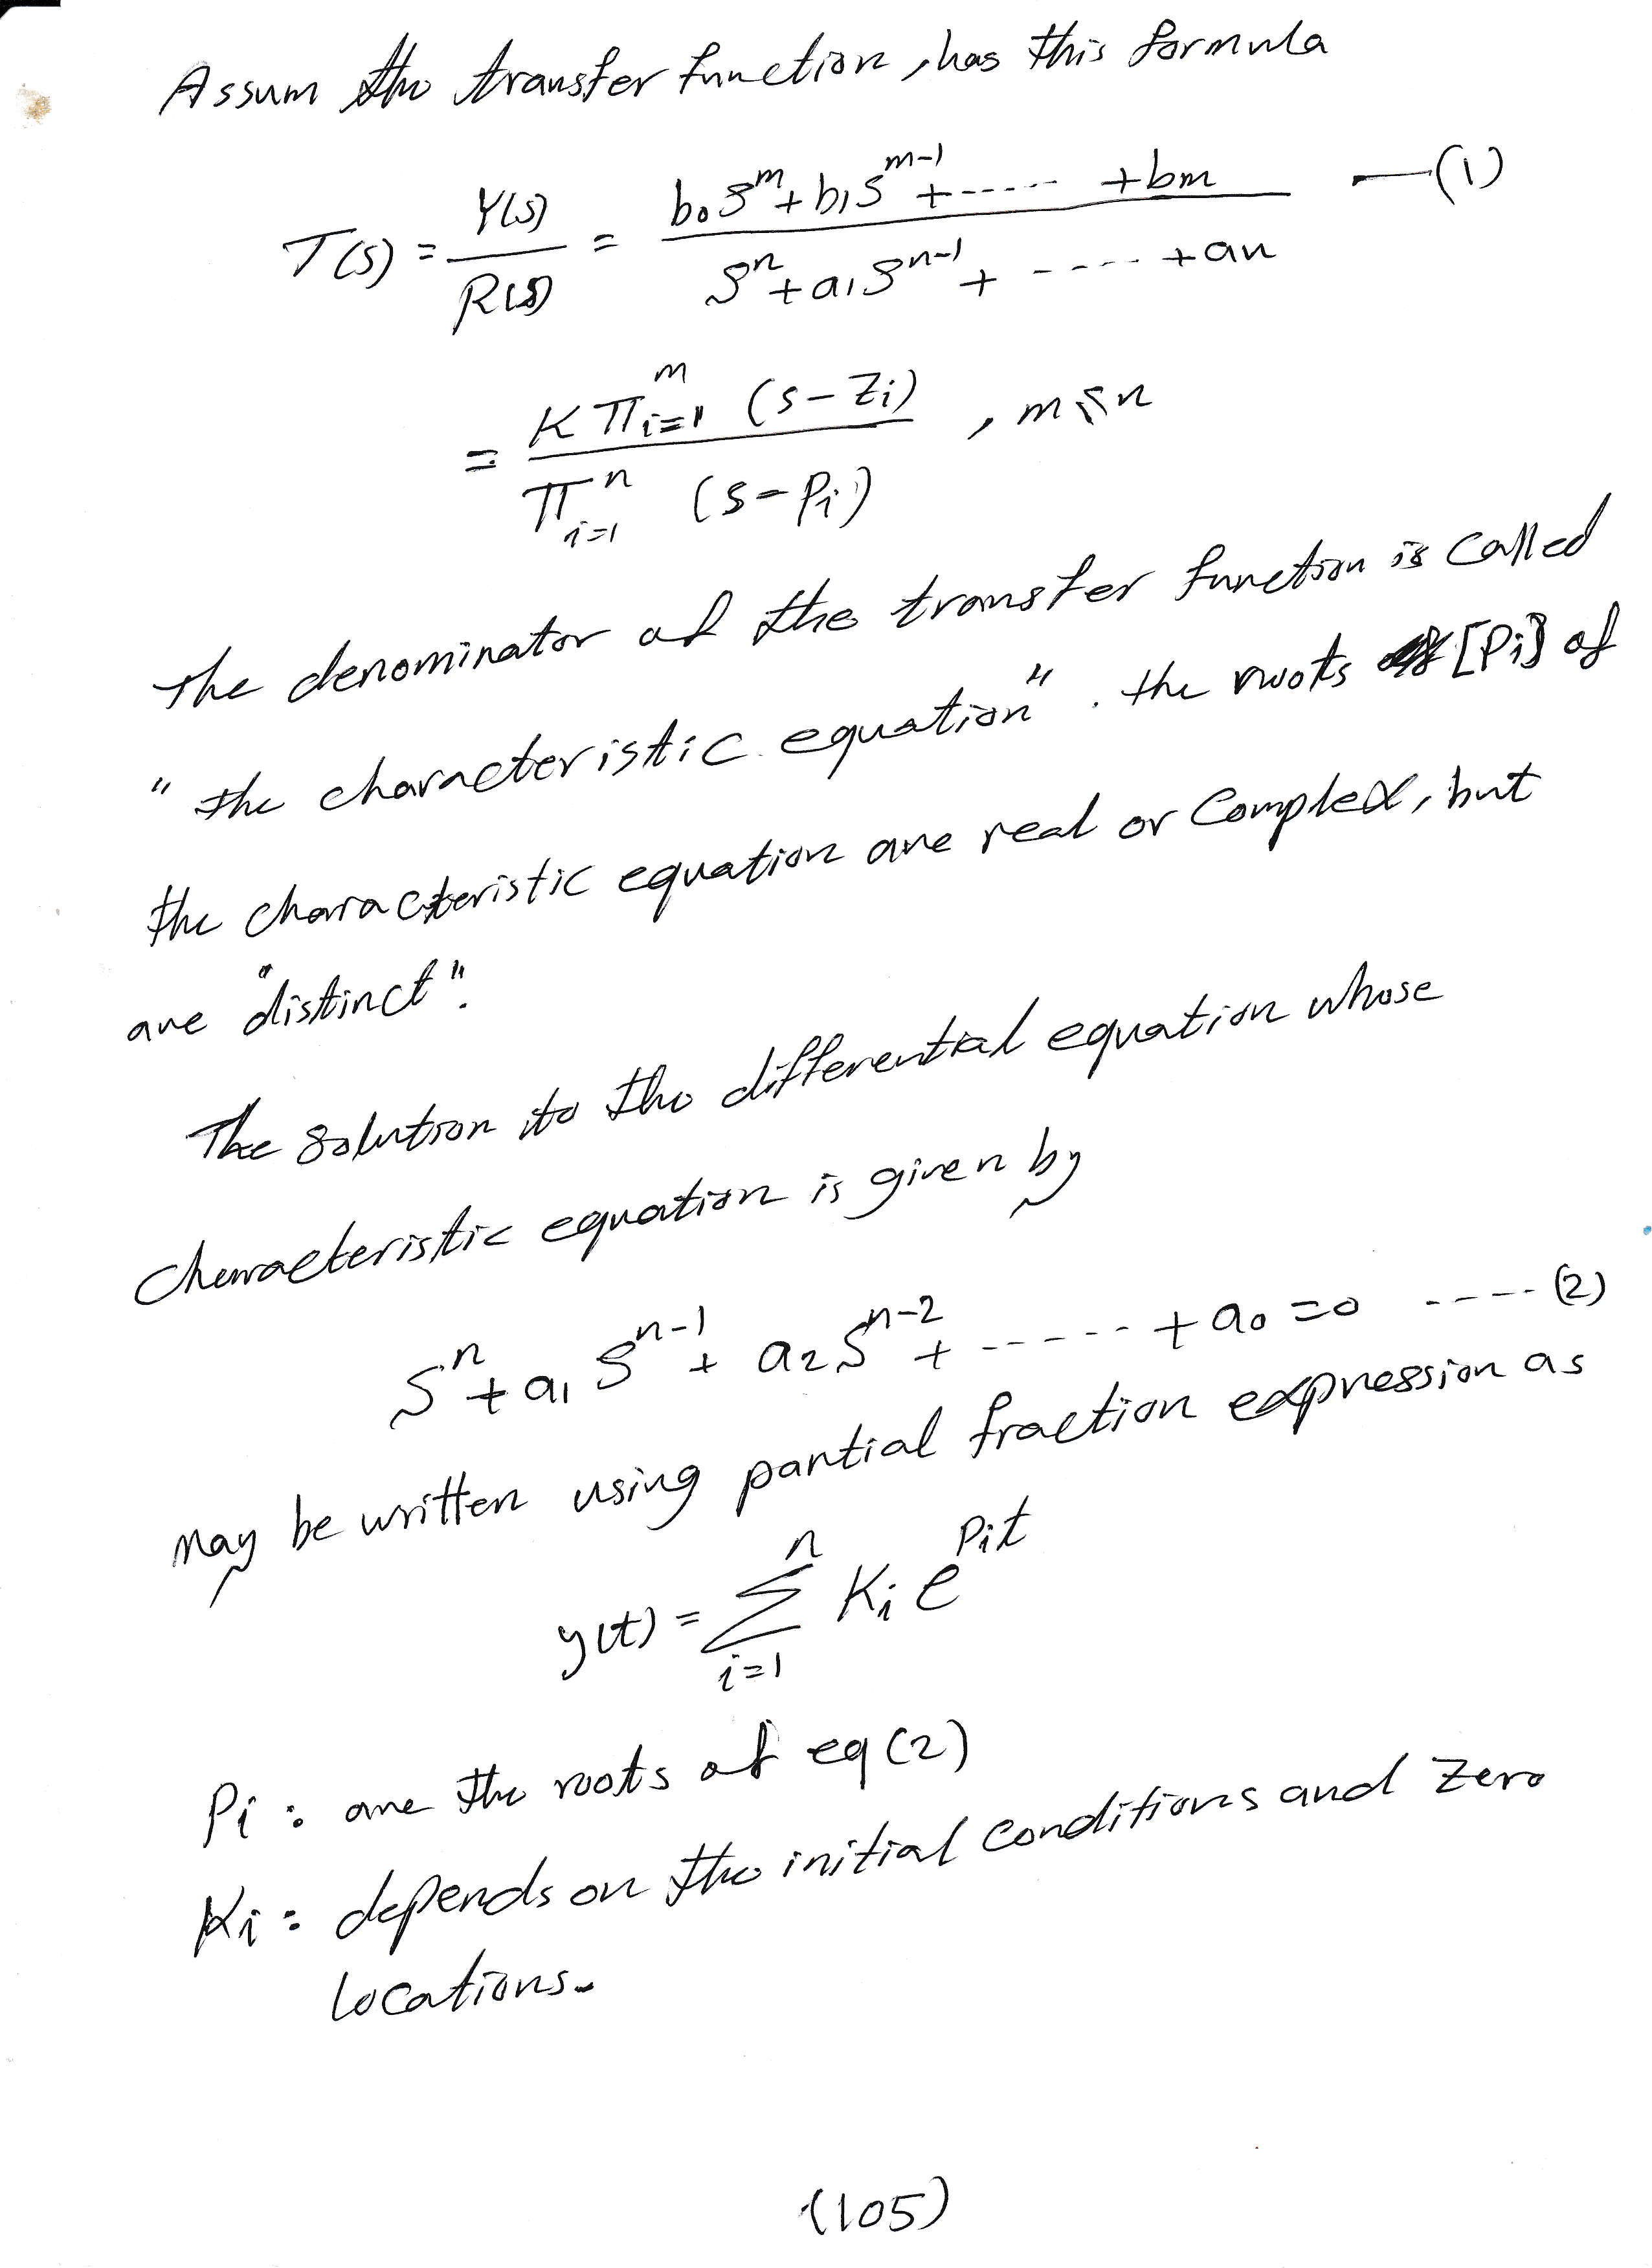 Assum the transfer function, has this formula
T(s) = Y(s) / R(s) = b₀s^m + b₁s^(m-1) + ----- + bm / s^n + a₁s^(n-1) + ---- + an —(1)
= K Π_{i=1}^{m} (s - Zi) / Π_{i=1}^{n} (s - Pi) , m ≤ n
The denominator of the transfer function is called
"the characteristic equation". the roots [Pi] of
the characteristic equation are real or Complex, but
are "distinct".
The solution to the differential equation whose
characteristic equation is given by
S^n + a₁ S^(n-1) + a₂ S^(n-2) + ----- + a₀ = 0 ---- (2)
may be written using partial fraction expression as
y(t) = Σ_{i=1}^{n} Ki e^(Pit)
Pi : are the roots of eq (2)
Ki : depends on the initial conditions and zero
locations.
(105)